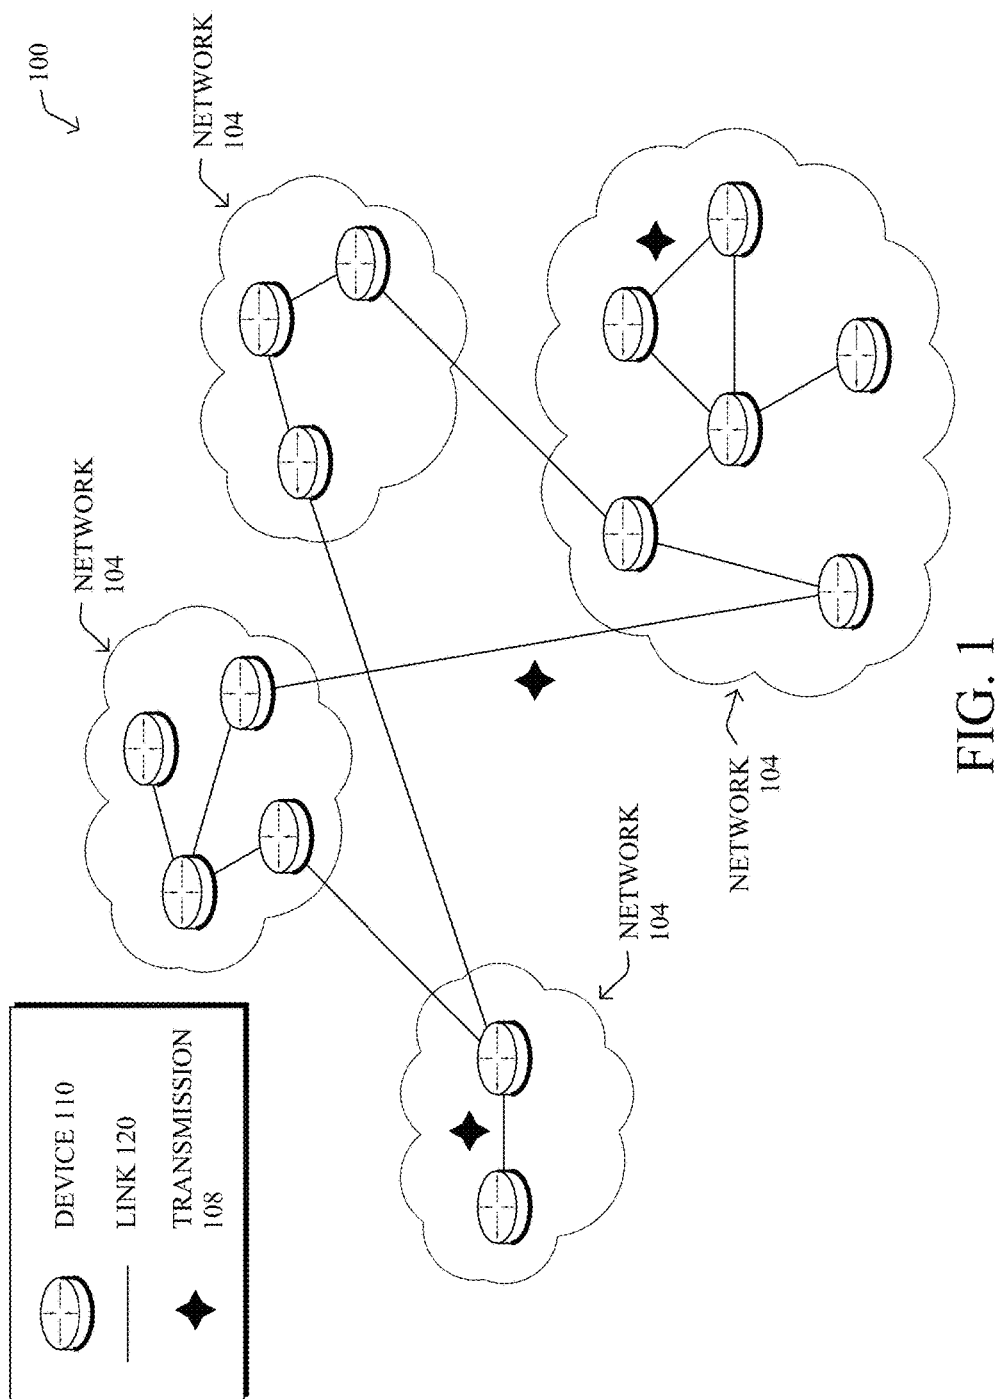 100
NETWORK
104
NETWORK
104
NETWORK
104
NETWORK
104
DEVICE 110
LINK 120
TRANSMISSION
108
FIG. 1